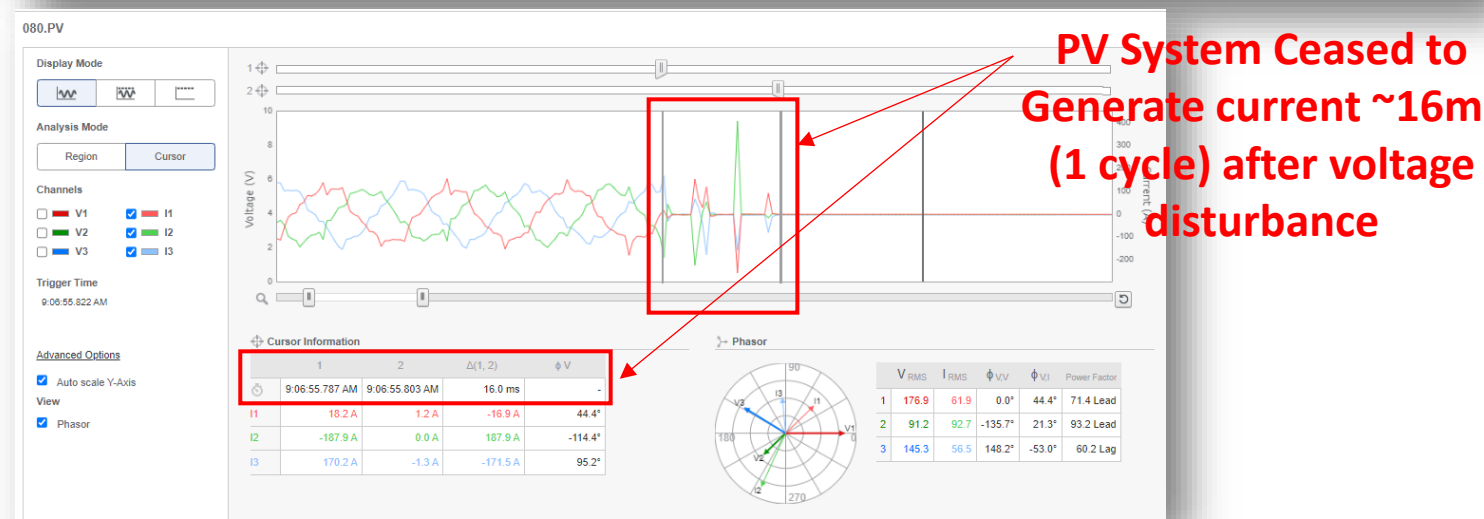 080.PV
PV System Ceased to
Generate current ~16m
(1 cycle) after voltage
disturbance
Display Mode
Analysis Mode
Region Cursor
Channels
V1 I1
V2 I2
V3 I3
Trigger Time
9:06:55.822 AM
Advanced Options
Auto scale Y-Axis
View
Phasor
1
2
Voltage (V)
10
8
6
4
2
0
400
300
100
0
-100
-200
Cursor Information
1 2 Δ(1, 2) ϕ V
9:06:55.787 AM 9:06:55.803 AM 16.0 ms -
I1 18.2 A 1.2 A -16.9 A 44.4°
I2 -187.9 A 0.0 A 187.9 A -114.4°
I3 170.2 A -1.3 A -171.5 A 95.2°
Phasor
90
180
0
270
V1
V2
V3
I1
I2
I3
V RMS I RMS ϕ V,V ϕ V,I Power Factor
1 176.9 61.9 0.0° 44.4° 71.4 Lead
2 91.2 92.7 -135.7° 21.3° 93.2 Lead
3 145.3 56.5 148.2° -53.0° 60.2 Lag